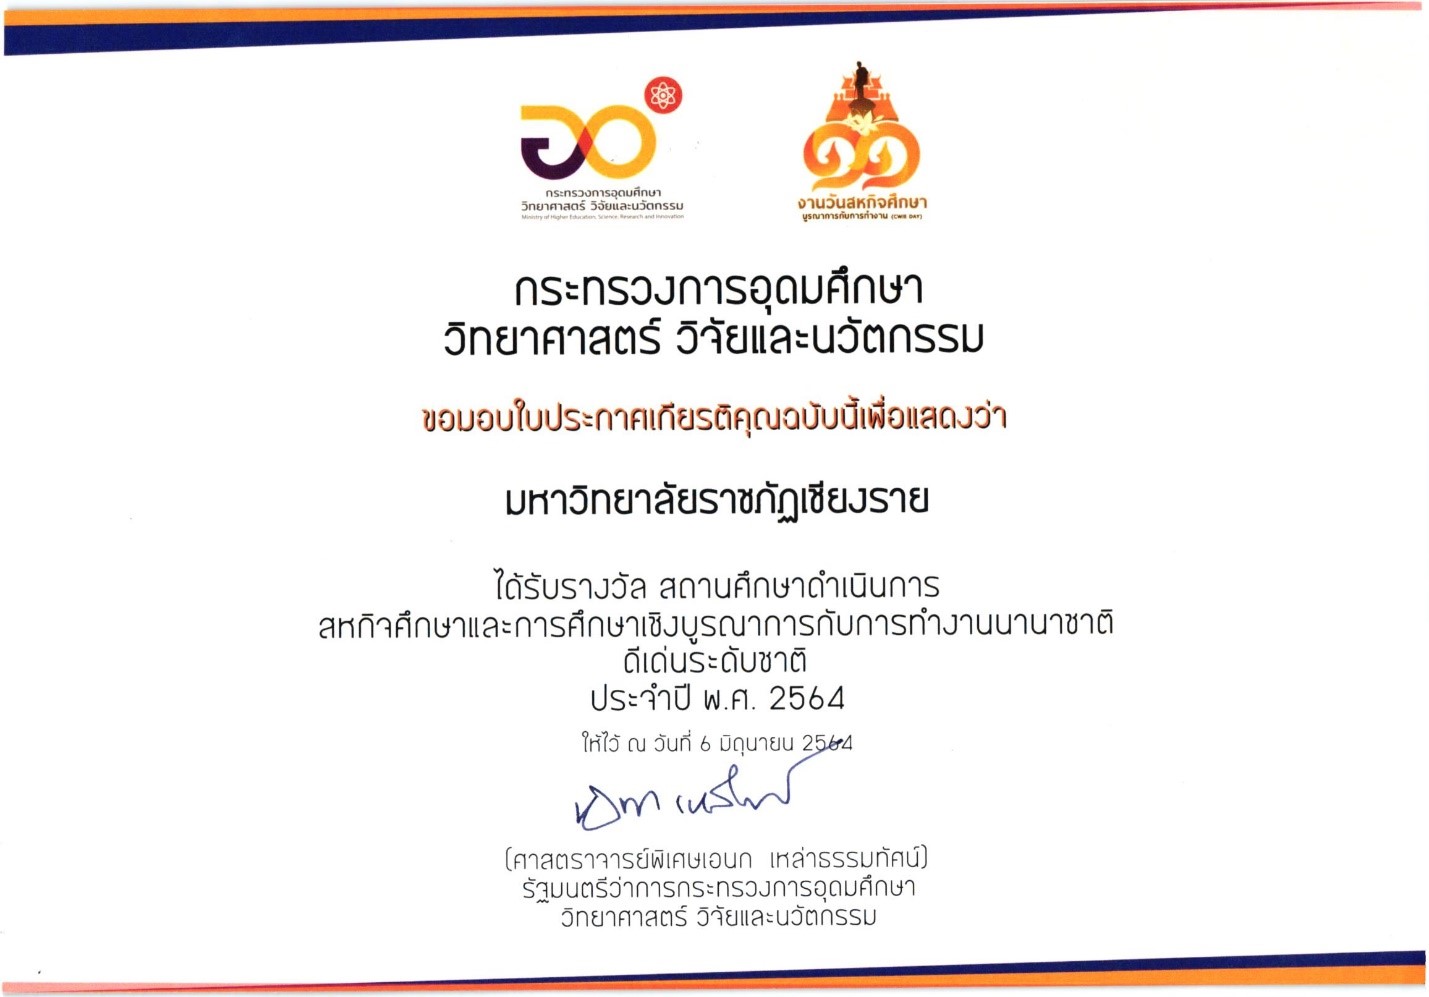 กระทรวงการอุดมศึกษา
วิทยาศาสตร์ วิจัยและนวัตกรรม
Ministry of Higher Education, Science, Research and Innovation
๑๑
งานวันสหกิจศึกษา
บูรณาการกับการทำงาน (CWIE DAY)
กระทรวงการอุดมศึกษา
วิทยาศาสตร์ วิจัยและนวัตกรรม
ขอมอบใบประกาศเกียรติคุณฉบับนี้เพื่อแสดงว่า
มหาวิทยาลัยราชภัฏเชียงราย
ได้รับรางวัล สถานศึกษาดำเนินการ
สหกิจศึกษาและการศึกษาเชิงบูรณาการกับการทำงานนานาชาติ
ดีเด่นระดับชาติ
ประจำปี พ.ศ. 2564
ให้ไว้ ณ วันที่ 6 มิถุนายน 2564
(ศาสตราจารย์พิเศษเอนก เหล่าธรรมทัศน์)
รัฐมนตรีว่าการกระทรวงการอุดมศึกษา
วิทยาศาสตร์ วิจัยและนวัตกรรม